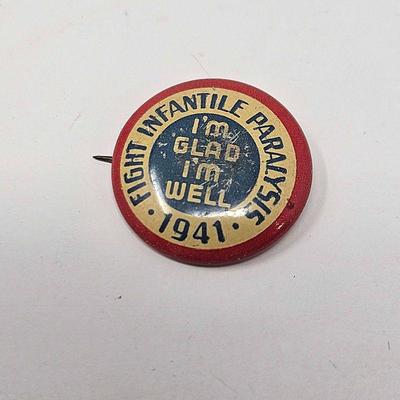 FIGHT INFANTILE PARALYSIS
I'M
GLAD
I'M
WELL
· 1941 ·